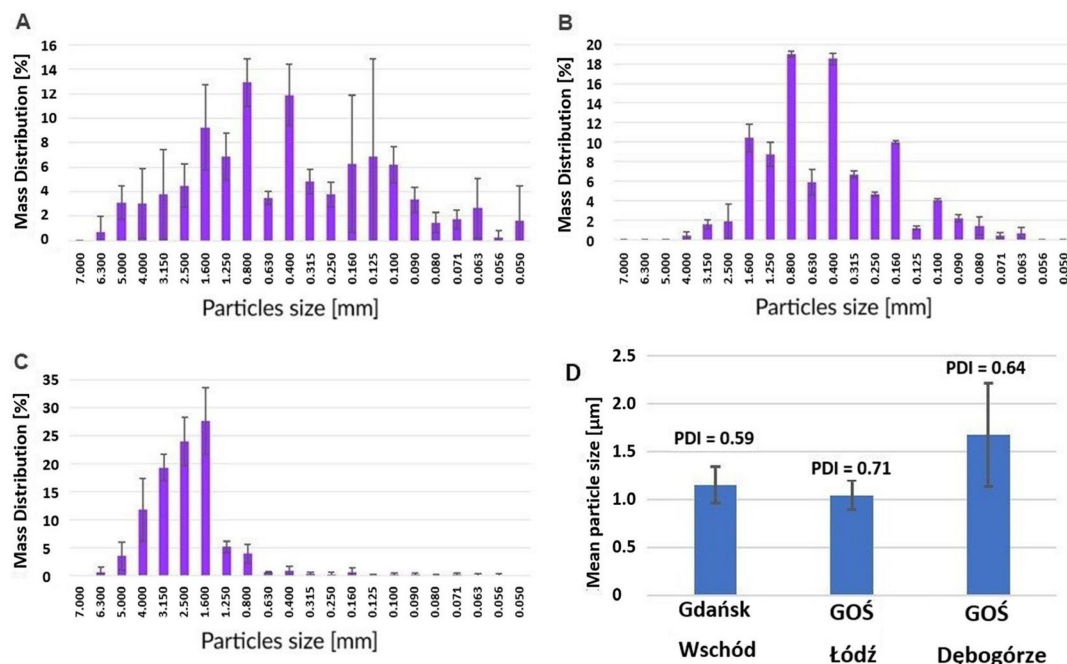 A
Mass Distribution [%]
16
14
12
10
8
6
4
2
0
7.000 6.300 5.000 4.000 3.150 2.500 1.600 1.250 0.800 0.630 0.400 0.315 0.250 0.160 0.125 0.100 0.090 0.080 0.071 0.063 0.056 0.050
Particles size [mm]
B
Mass Distribution [%]
20
18
16
14
12
10
8
6
4
2
0
7.000 6.300 5.000 4.000 3.150 2.500 1.600 1.250 0.800 0.630 0.400 0.315 0.250 0.160 0.125 0.100 0.090 0.080 0.071 0.063 0.056 0.050
Particles size [mm]
C
Mass Distribution [%]
35
30
25
20
15
10
5
0
7.000 6.300 5.000 4.000 3.150 2.500 1.600 1.250 0.800 0.630 0.400 0.315 0.250 0.160 0.125 0.100 0.090 0.080 0.071 0.063 0.056 0.050
Particles size [mm]
D
Mean particle size [µm]
2.5
2.0
1.5
1.0
0.5
0
PDI = 0.59
PDI = 0.71
PDI = 0.64
Gdańsk GOŚ GOŚ
Wschód Łódź Dębogórze